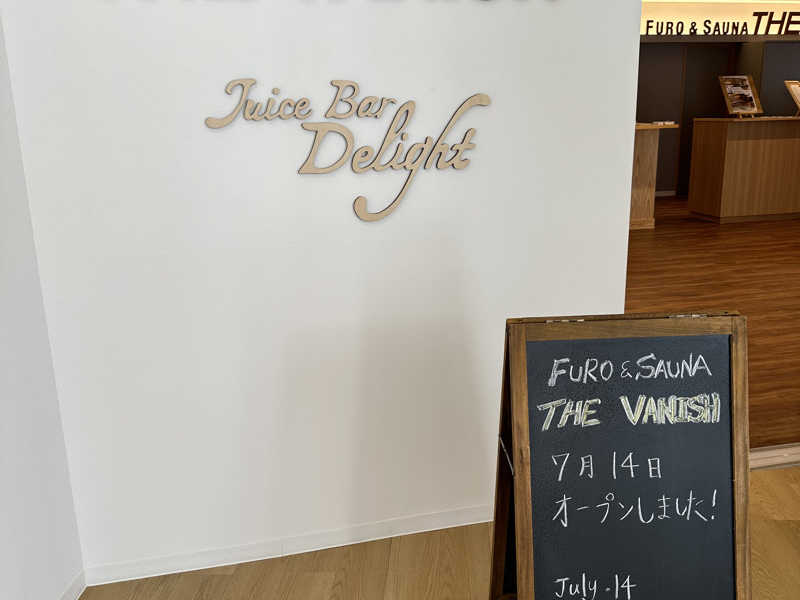 Juice Bar
Delight
FURO & SAUNA THE
FURO & SAUNA
THE VANISH
7月14日
オープンしました!
July.14